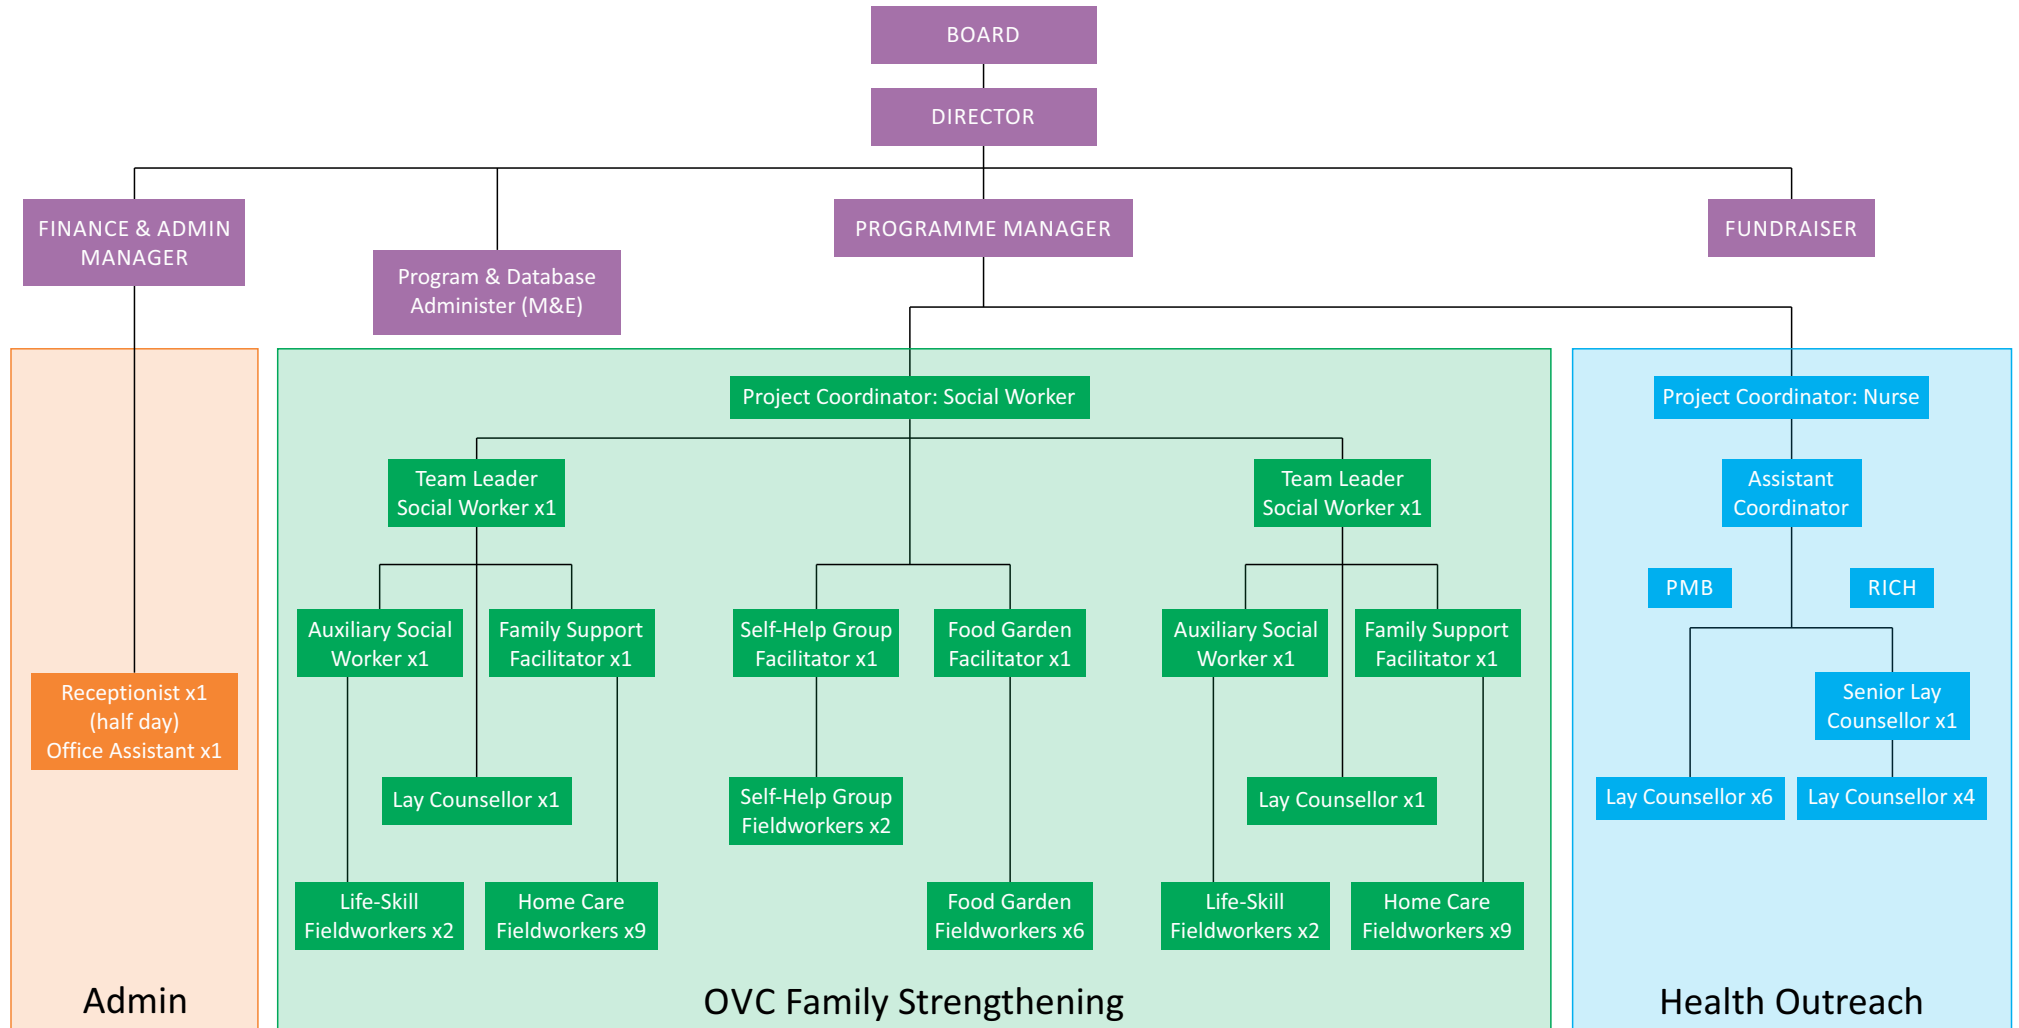 BOARD
DIRECTOR
FINANCE & ADMIN
MANAGER
Program & Database
Administer (M&E)
PROGRAMME MANAGER
FUNDRAISER
Receptionist x1
(half day)
Office Assistant x1
Admin
Project Coordinator: Social Worker
Team Leader
Social Worker x1
Auxiliary Social
Worker x1
Family Support
Facilitator x1
Lay Counsellor x1
Life-Skill
Fieldworkers x2
Home Care
Fieldworkers x9
Self-Help Group
Facilitator x1
Food Garden
Facilitator x1
Self-Help Group
Fieldworkers x2
Food Garden
Fieldworkers x6
Team Leader
Social Worker x1
Auxiliary Social
Worker x1
Family Support
Facilitator x1
Lay Counsellor x1
Life-Skill
Fieldworkers x2
Home Care
Fieldworkers x9
OVC Family Strengthening
Project Coordinator: Nurse
Assistant
Coordinator
PMB
RICH
Senior Lay
Counsellor x1
Lay Counsellor x6
Lay Counsellor x4
Health Outreach